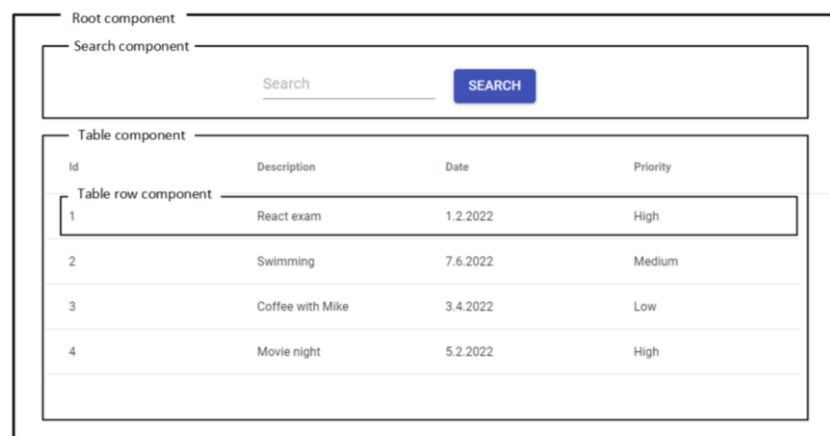 Root component
Search component
Search SEARCH
Table component
Id Description Date Priority
Table row component
1 React exam 1.2.2022 High
2 Swimming 7.6.2022 Medium
3 Coffee with Mike 3.4.2022 Low
4 Movie night 5.2.2022 High